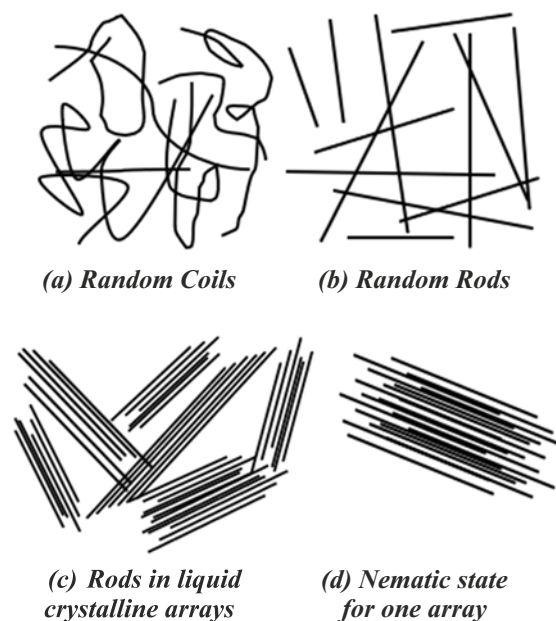 (a) Random Coils
(b) Random Rods
(c) Rods in liquid
crystalline arrays
(d) Nematic state
for one array